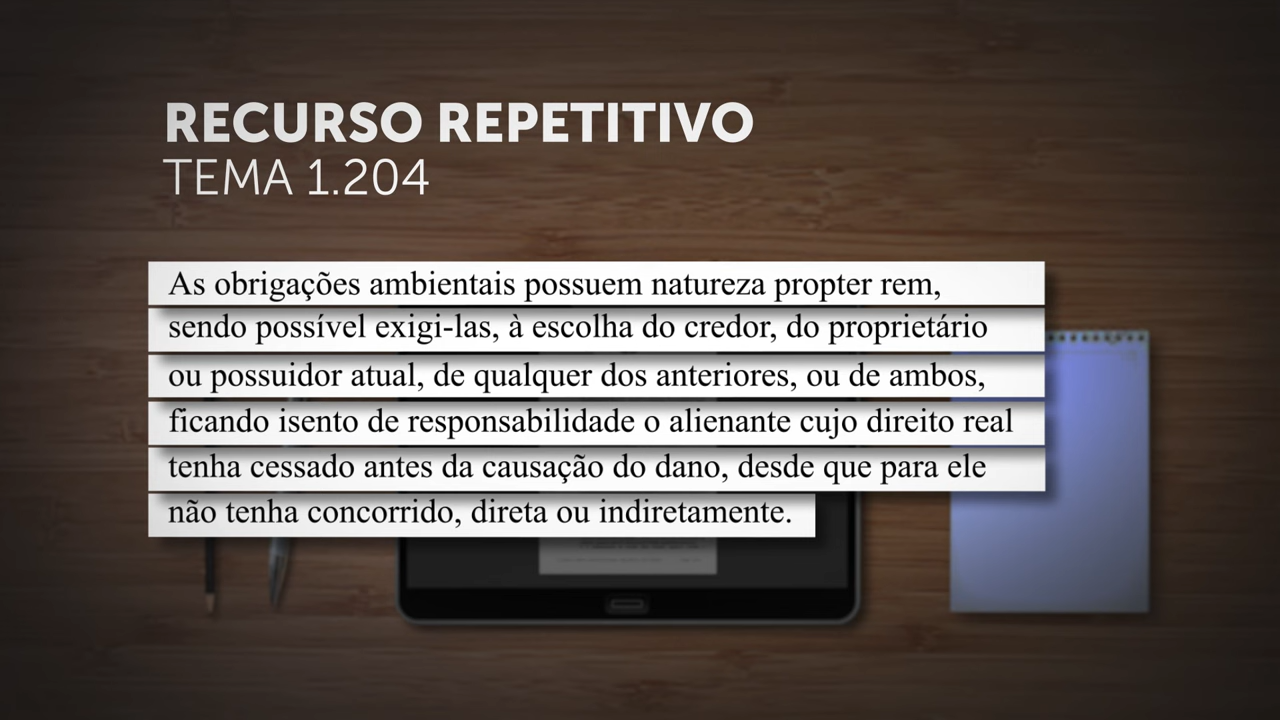 RECURSO REPETITIVO
TEMA 1.204
As obrigações ambientais possuem natureza propter rem,
sendo possível exigi-las, à escolha do credor, do proprietário
ou possuidor atual, de qualquer dos anteriores, ou de ambos,
ficando isento de responsabilidade o alienante cujo direito real
tenha cessado antes da causação do dano, desde que para ele
não tenha concorrido, direta ou indiretamente.